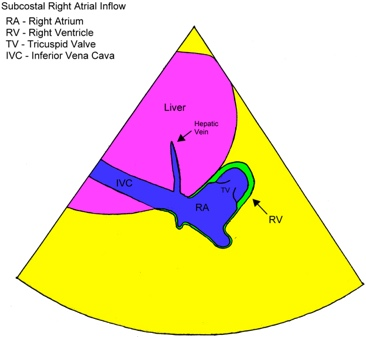 Subcostal Right Atrial Inflow
RA - Right Atrium
RV - Right Ventricle
TV - Tricuspid Valve
IVC - Inferior Vena Cava
Liver
Hepatic
Vein
IVC
TV
RA
RV